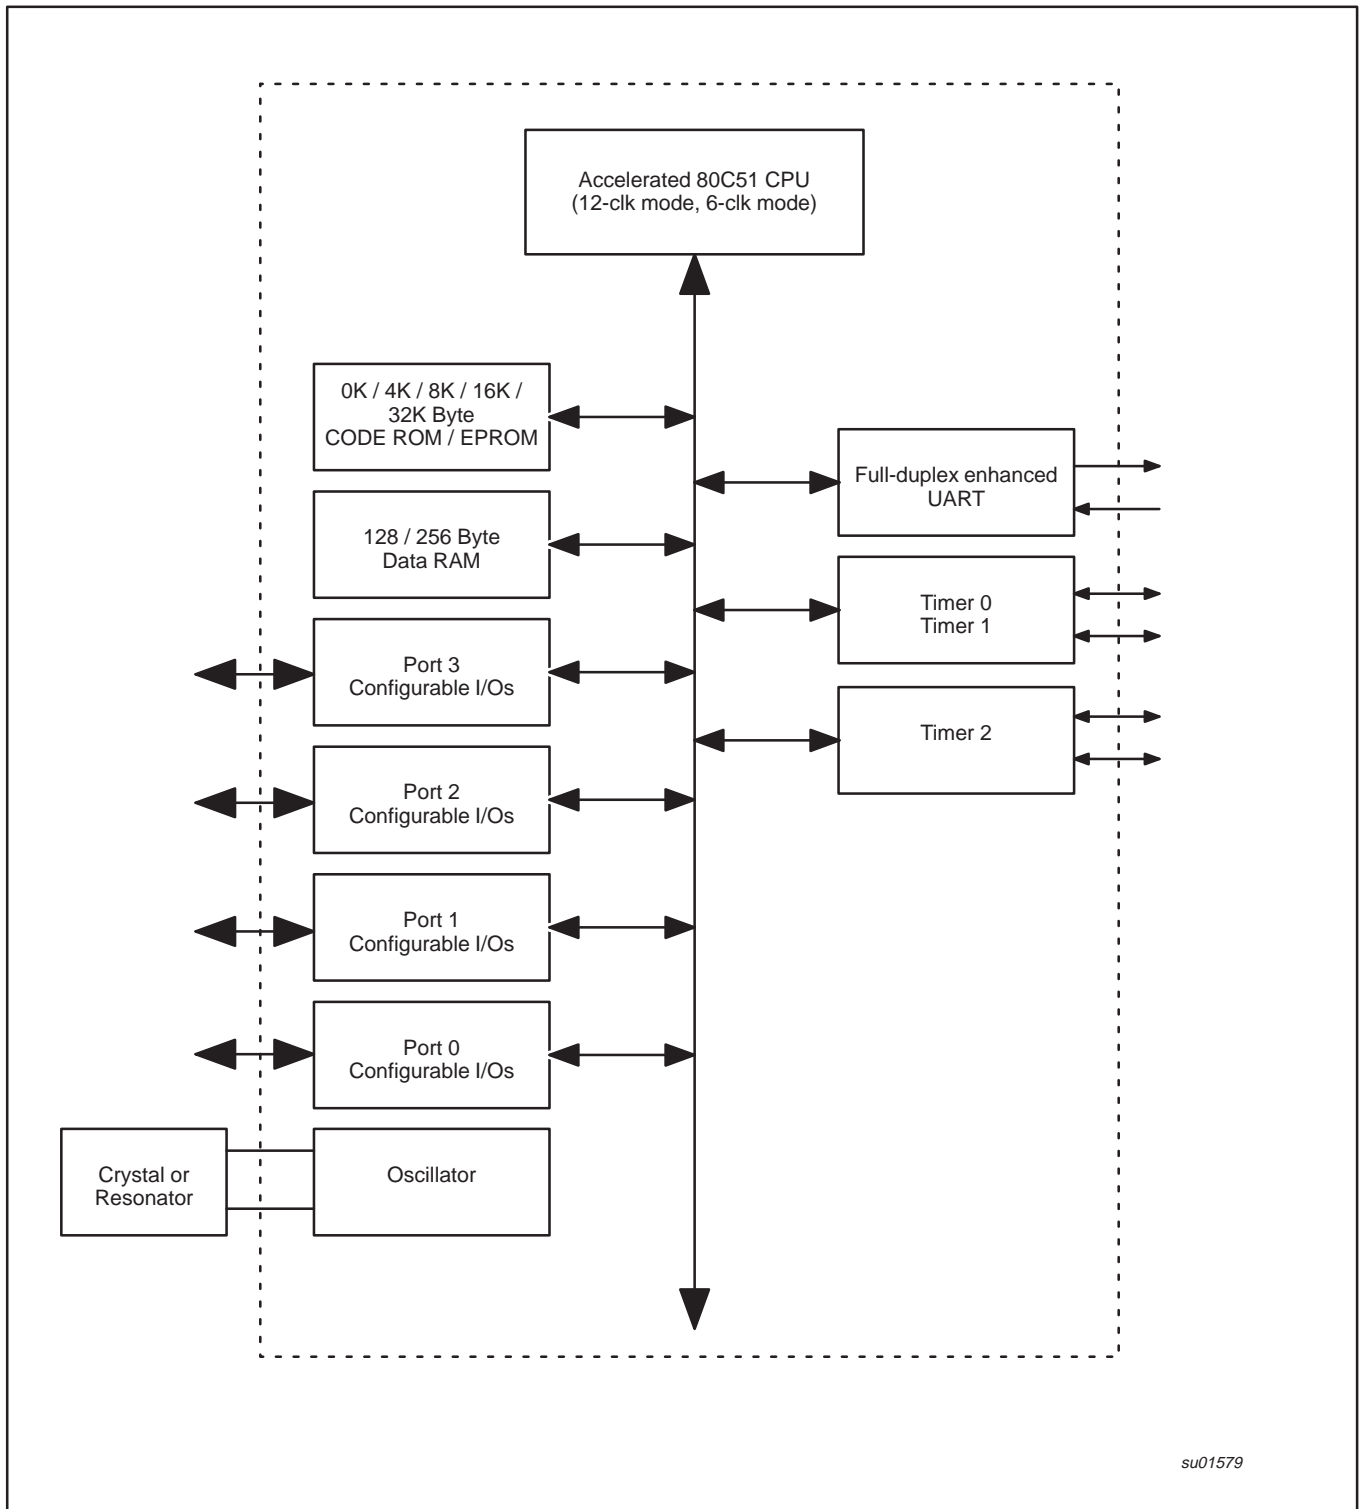 Accelerated 80C51 CPU
(12-clk mode, 6-clk mode)
0K / 4K / 8K / 16K /
32K Byte
CODE ROM / EPROM
128 / 256 Byte
Data RAM
Port 3
Configurable I/Os
Port 2
Configurable I/Os
Port 1
Configurable I/Os
Port 0
Configurable I/Os
Crystal or
Resonator
Oscillator
Full-duplex enhanced
UART
Timer 0
Timer 1
Timer 2
su01579